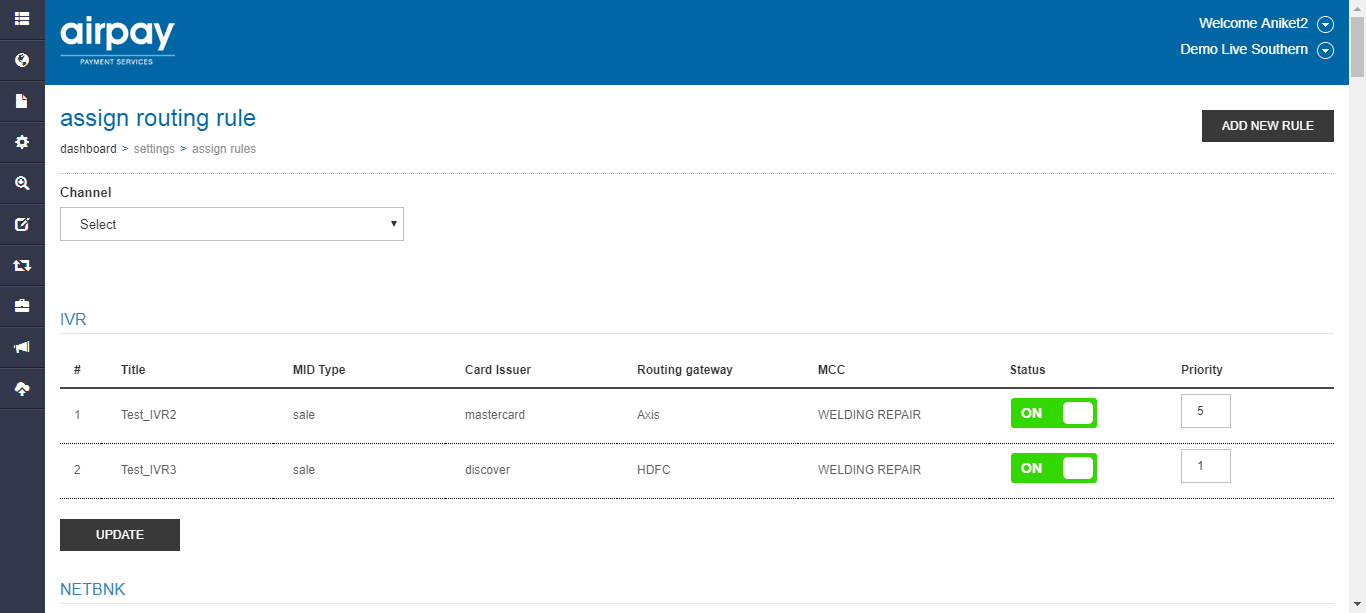 airpay
PAYMENT SERVICES
Welcome Aniket2
Demo Live Southern
assign routing rule
ADD NEW RULE
dashboard > settings > assign rules
Channel
Select
IVR
# Title MID Type Card Issuer Routing gateway MCC Status Priority
1 Test_IVR2 sale mastercard Axis WELDING REPAIR ON 5
2 Test_IVR3 sale discover HDFC WELDING REPAIR ON 1
UPDATE
NETBNK